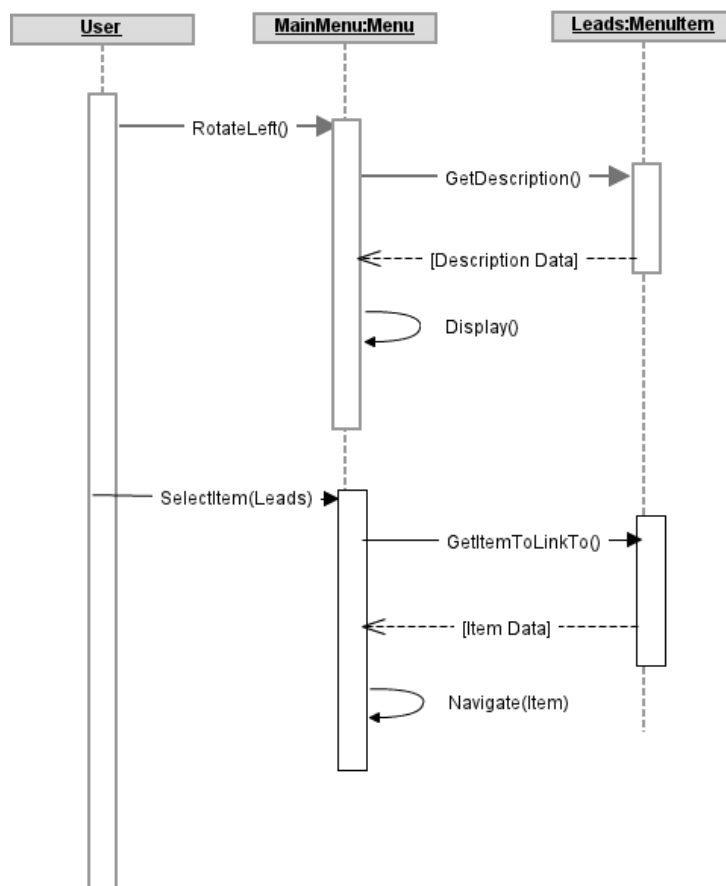 User
MainMenu:Menu
Leads:MenuItem
RotateLeft()
GetDescription()
[Description Data]
Display()
SelectItem(Leads)
GetItemToLinkTo()
[Item Data]
Navigate(Item)